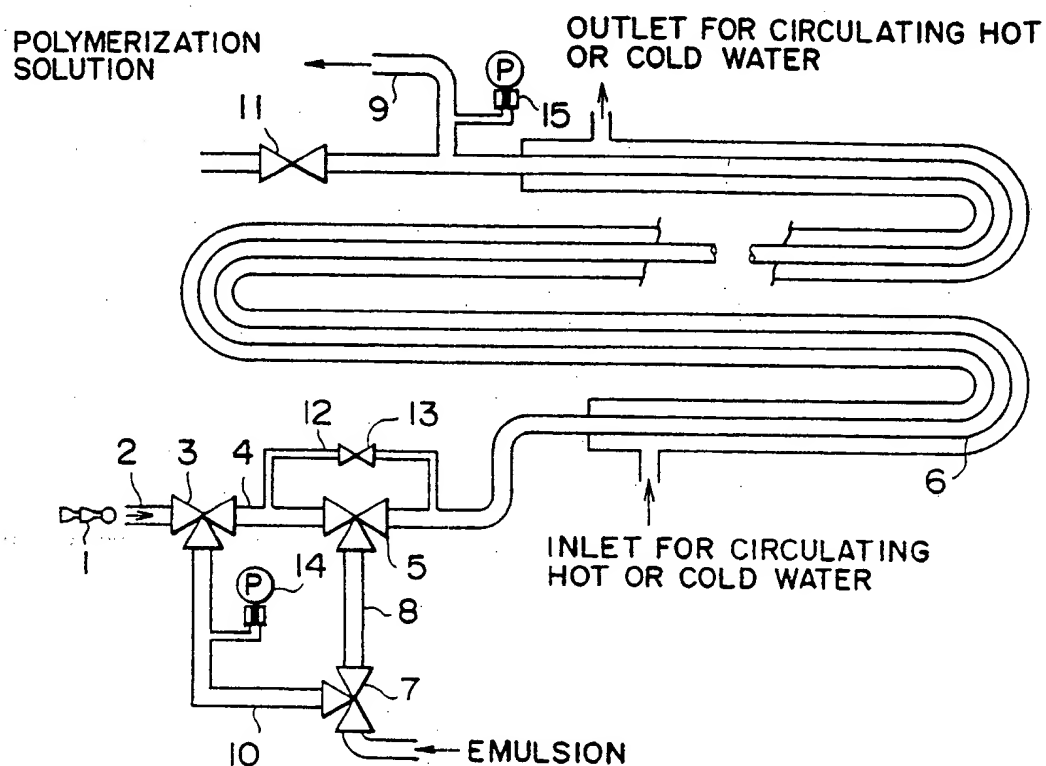 POLYMERIZATION
SOLUTION
OUTLET FOR CIRCULATING HOT
OR COLD WATER
P
9
15
11
12
13
2
3
4
6
1
14
P
5
INLET FOR CIRCULATING
HOT OR COLD WATER
8
7
10
EMULSION